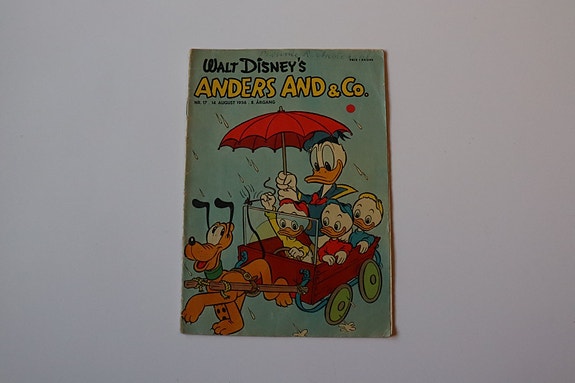 WALT DISNEY'S
ANDERS AND & Co.
NR. 17 . 14 AUGUST 1956 . 8. ÅRGANG